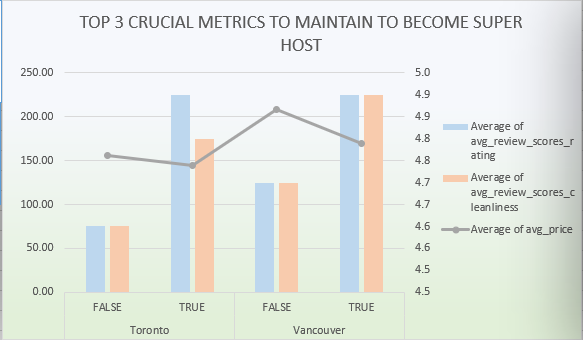 TOP 3 CRUCIAL METRICS TO MAINTAIN TO BECOME SUPER
HOST
250.00
200.00
150.00
100.00
50.00
0.00
5.0
4.9
4.9
4.8
4.8
4.7
4.7
4.6
4.6
4.5
4.5
FALSE TRUE FALSE TRUE
Toronto Vancouver
Average of
avg_review_scores_r
ating
Average of
avg_review_scores_c
leanliness
Average of avg_price